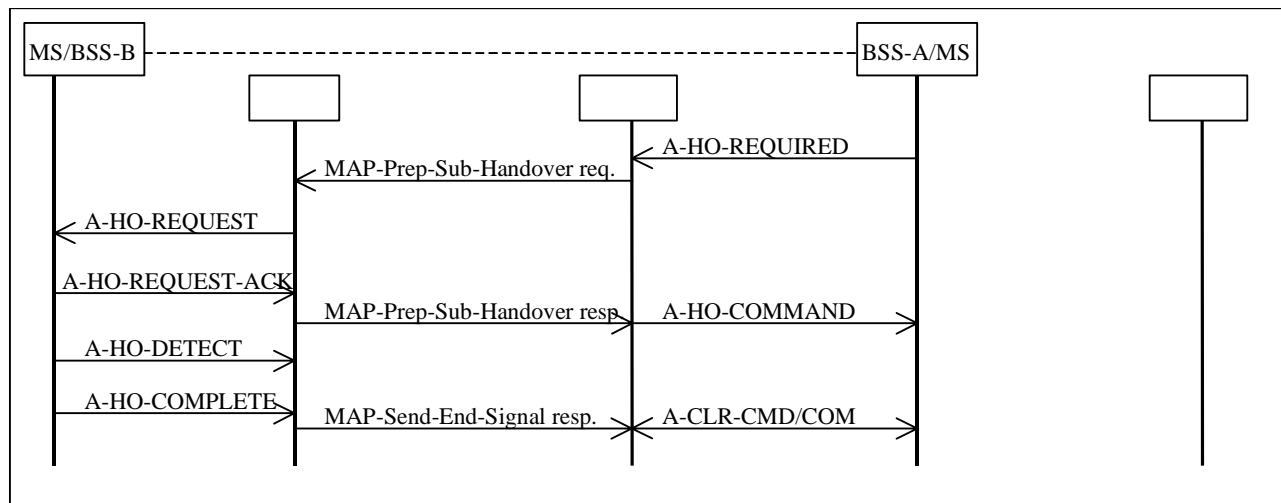 MS/BSS-B
BSS-A/MS
A-HO-REQUIRED
MAP-Prep-Sub-Handover req.
A-HO-REQUEST
A-HO-REQUEST-ACK
MAP-Prep-Sub-Handover resp
A-HO-COMMAND
A-HO-DETECT
A-HO-COMPLETE
MAP-Send-End-Signal resp.
A-CLR-CMD/COM